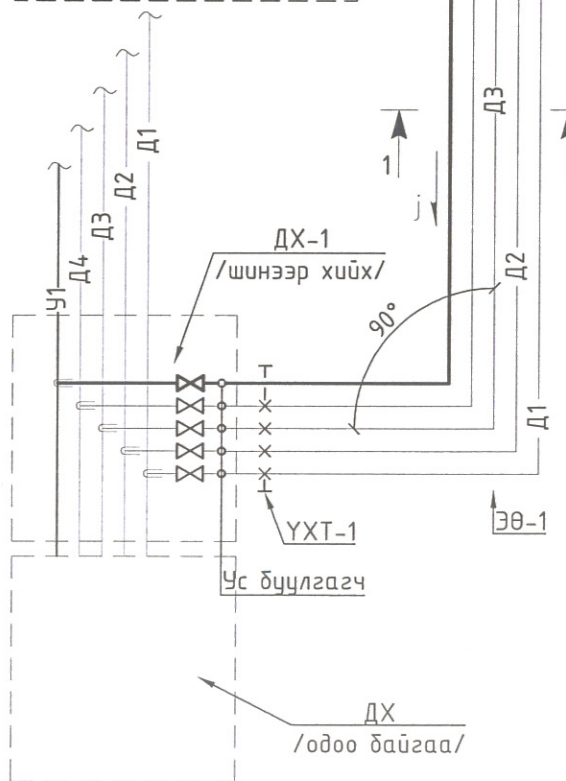 Д1
Д2
Д3
Д4
У1
Д3
1
j
Д2
Д1
ДХ-1
/шинээр хийх/
90°
ҮХТ-1
ЭӨ-1
Ус буулгагч
ДХ
/одоо байгаа/